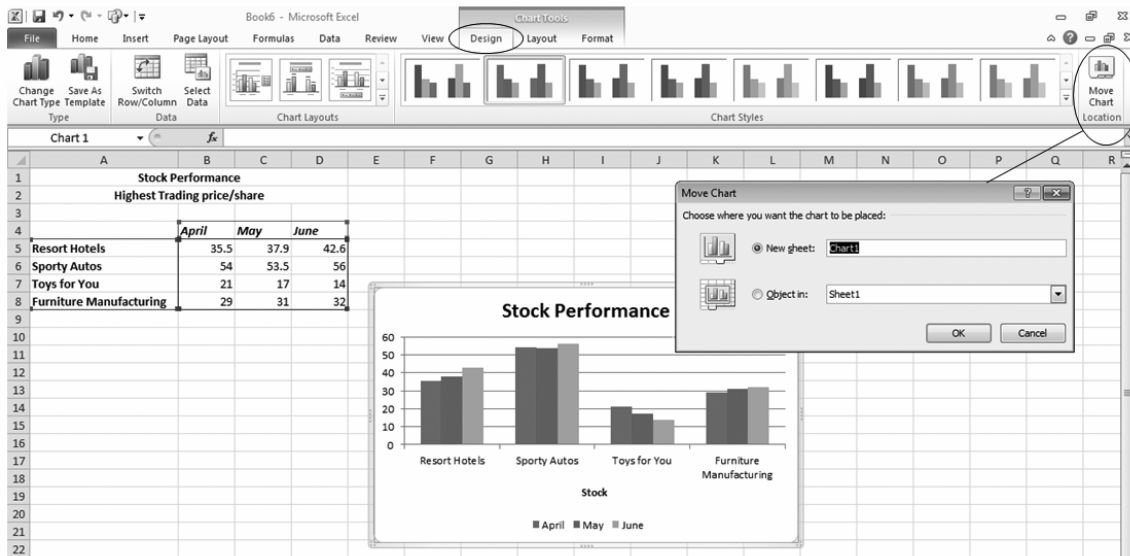 Book6 - Microsoft Excel
Chart Tools
File Home Insert Page Layout Formulas Data Review View Design Layout Format
Change Chart Type
Save As Template
Switch Row/Column
Select Data
Move Chart
Type Data Chart Layouts Chart Styles Location
Chart 1 fx
A B C D E F G H I J K L M N O P Q R
1 Stock Performance
2 Highest Trading price/share
3
4 April May June
5 Resort Hotels 35.5 37.9 42.6
6 Sporty Autos 54 53.5 56
7 Toys for You 21 17 14
8 Furniture Manufacturing 29 31 32
9
10
11
12
13
14
15
16
17
18
19
20
21
22
Move Chart
Choose where you want the chart to be placed:
New sheet: Chart1
Object in: Sheet1
OK Cancel
Stock Performance
60
50
40
30
20
10
0
Resort Hotels Sporty Autos Toys for You Furniture
Manufacturing
Stock
April May June